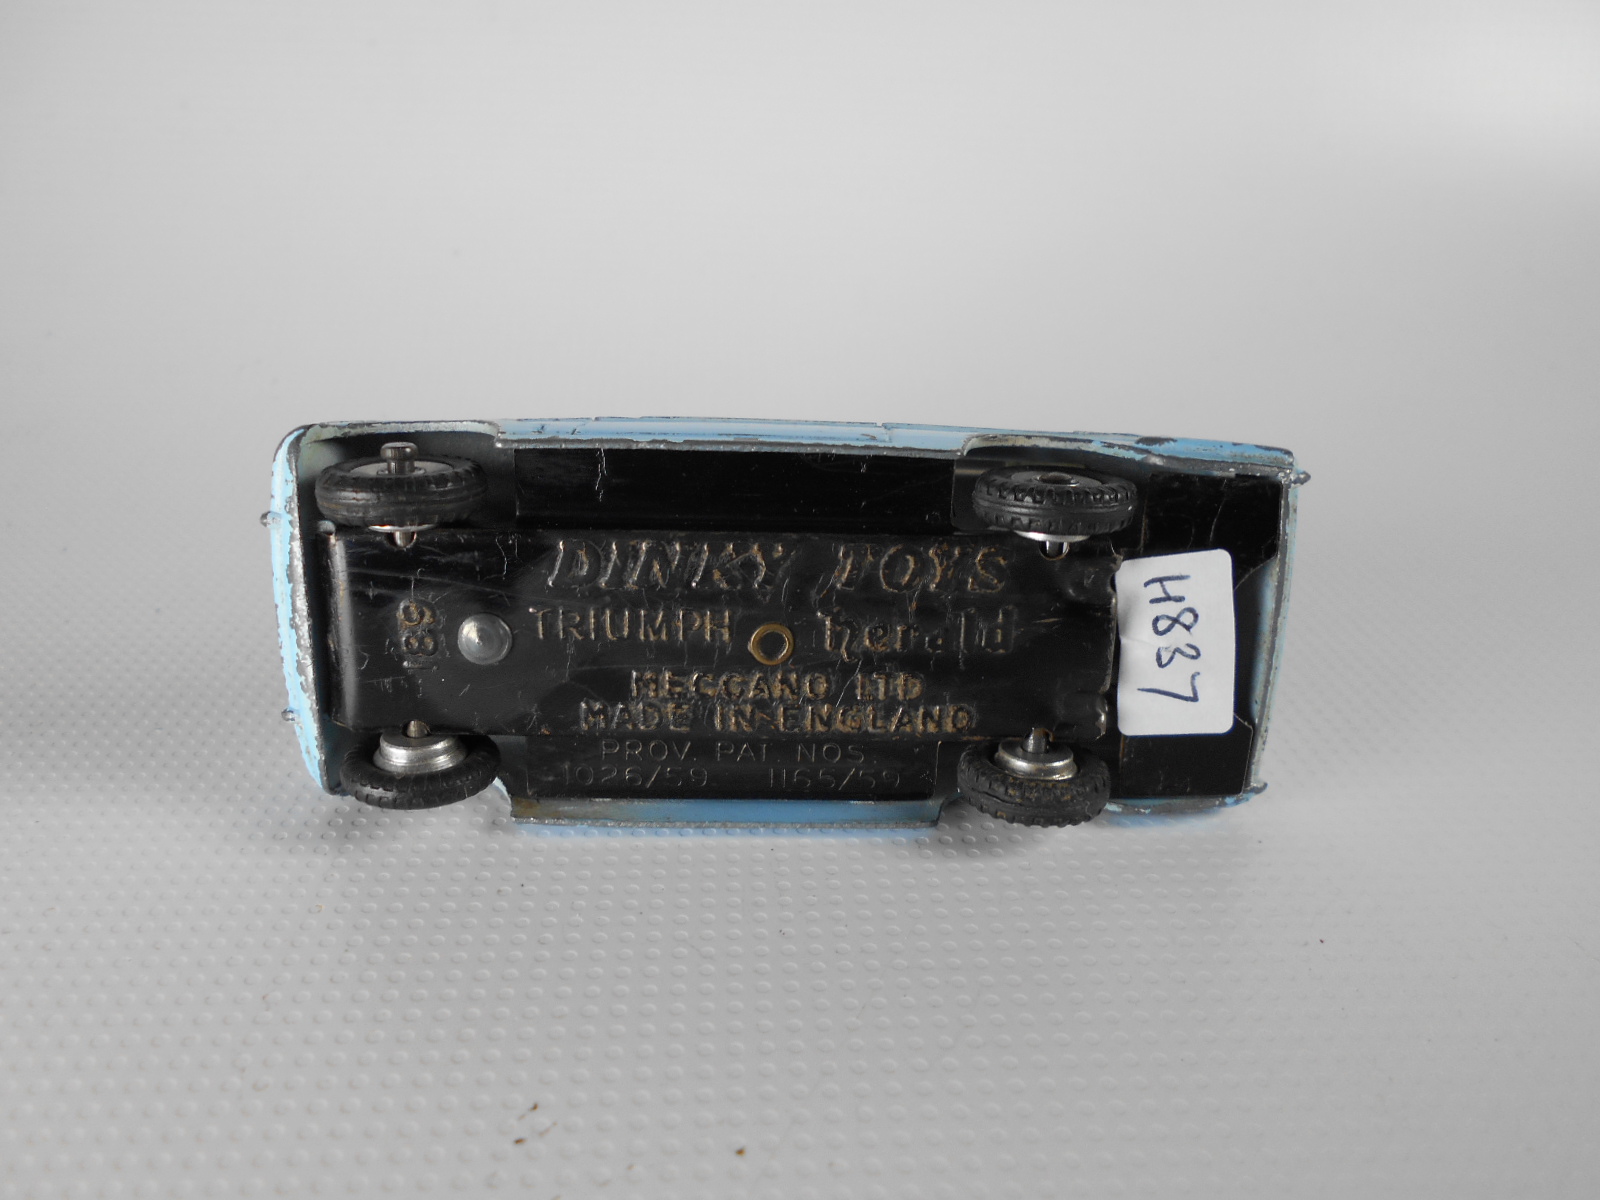 DINKY TOYS
TRIUMPH herald
189
MECCANO LTD
MADE IN ENGLAND
PROV. PAT. NOS.
1026/59 1165/59
H837